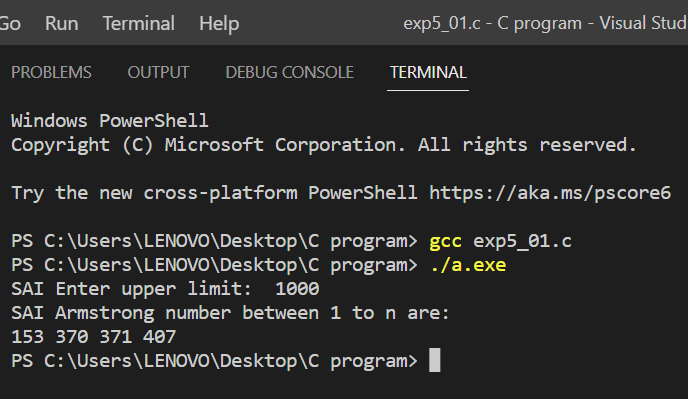 Go Run Terminal Help exp5_01.c - C program - Visual Stud
PROBLEMS OUTPUT DEBUG CONSOLE TERMINAL
Windows PowerShell
Copyright (C) Microsoft Corporation. All rights reserved.
Try the new cross-platform PowerShell https://aka.ms/pscore6
PS C:\Users\LENOVO\Desktop\C program> gcc exp5_01.c
PS C:\Users\LENOVO\Desktop\C program> ./a.exe
SAI Enter upper limit:  1000
SAI Armstrong number between 1 to n are:
153 370 371 407
PS C:\Users\LENOVO\Desktop\C program>